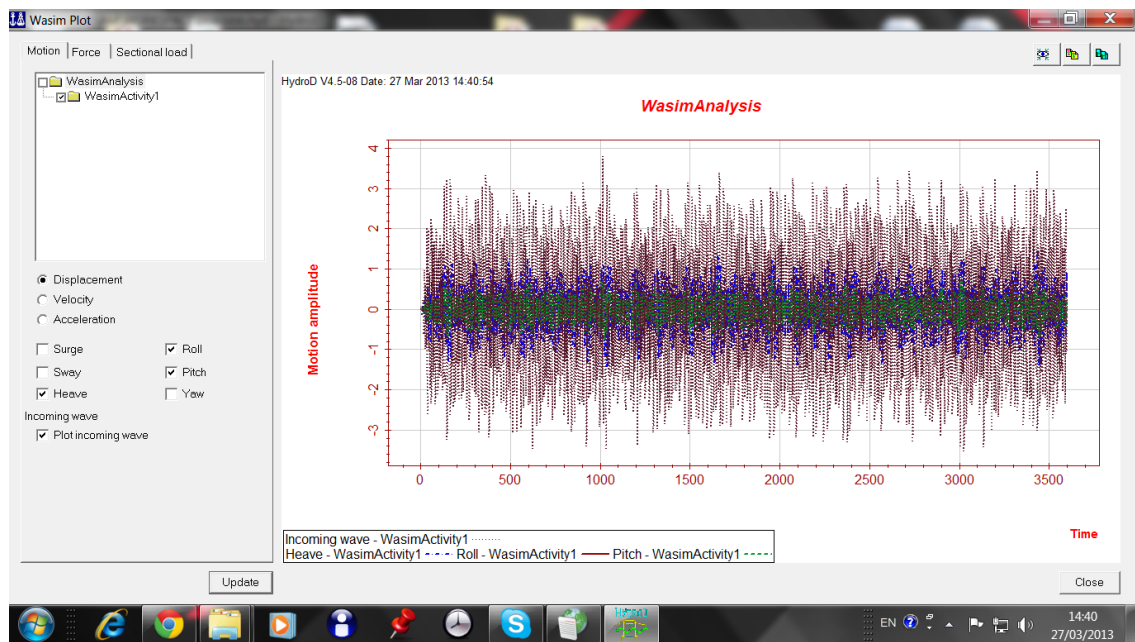 Wasim Plot
Motion Force Sectional load
WasimAnalysis
WasimActivity1
Displacement
Velocity
Acceleration
Surge Roll
Sway Pitch
Heave Yaw
Incoming wave
Plot incoming wave
Update
HydroD V4.5-08 Date: 27 Mar 2013 14:40:54
WasimAnalysis
Motion amplitude
4
3
2
1
0
-1
-2
-3
0 500 1000 1500 2000 2500 3000 3500
Time
Incoming wave - WasimActivity1
Heave - WasimActivity1 Roll - WasimActivity1 Pitch - WasimActivity1
Close
EN 14:40
27/03/2013